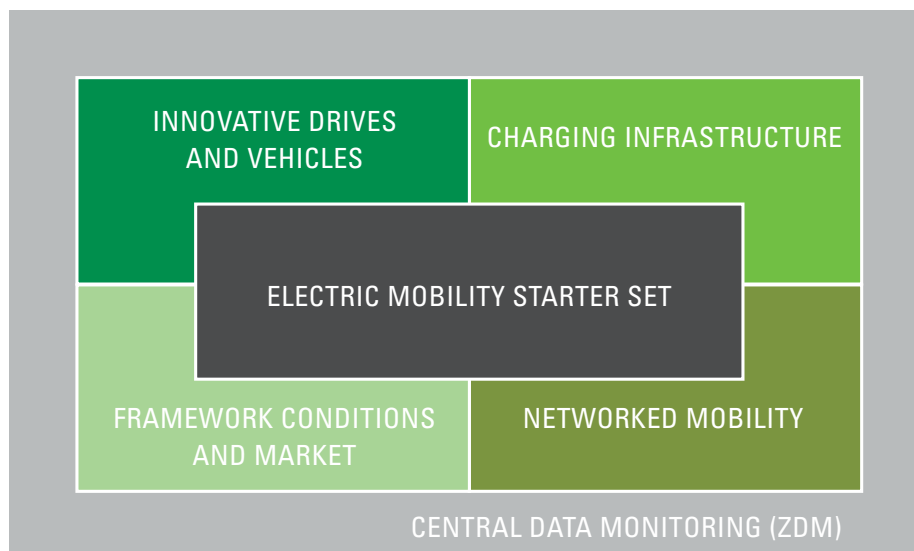 INNOVATIVE DRIVES
AND VEHICLES
CHARGING INFRASTRUCTURE
ELECTRIC MOBILITY STARTER SET
FRAMEWORK CONDITIONS
AND MARKET
NETWORKED MOBILITY
CENTRAL DATA MONITORING (ZDM)